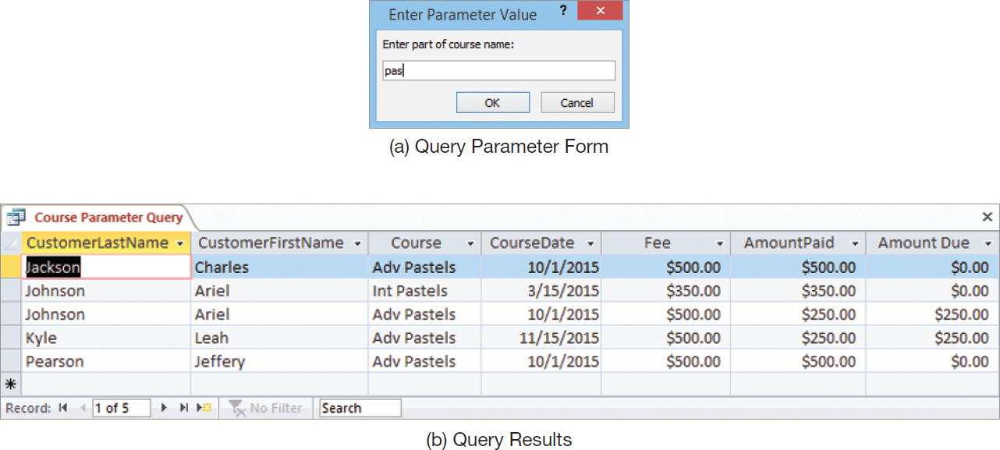 Enter Parameter Value ? ×
Enter part of course name:
pas
OK Cancel
(a) Query Parameter Form
Course Parameter Query ×
CustomerLastName CustomerFirstName Course CourseDate Fee AmountPaid Amount Due
Jackson Charles Adv Pastels 10/1/2015 $500.00 $500.00 $0.00
Johnson Ariel Int Pastels 3/15/2015 $350.00 $350.00 $0.00
Johnson Ariel Adv Pastels 10/1/2015 $500.00 $250.00 $250.00
Kyle Leah Adv Pastels 11/15/2015 $500.00 $250.00 $250.00
Pearson Jeffery Adv Pastels 10/1/2015 $500.00 $500.00 $0.00
Record: 1 of 5 No Filter Search
(b) Query Results